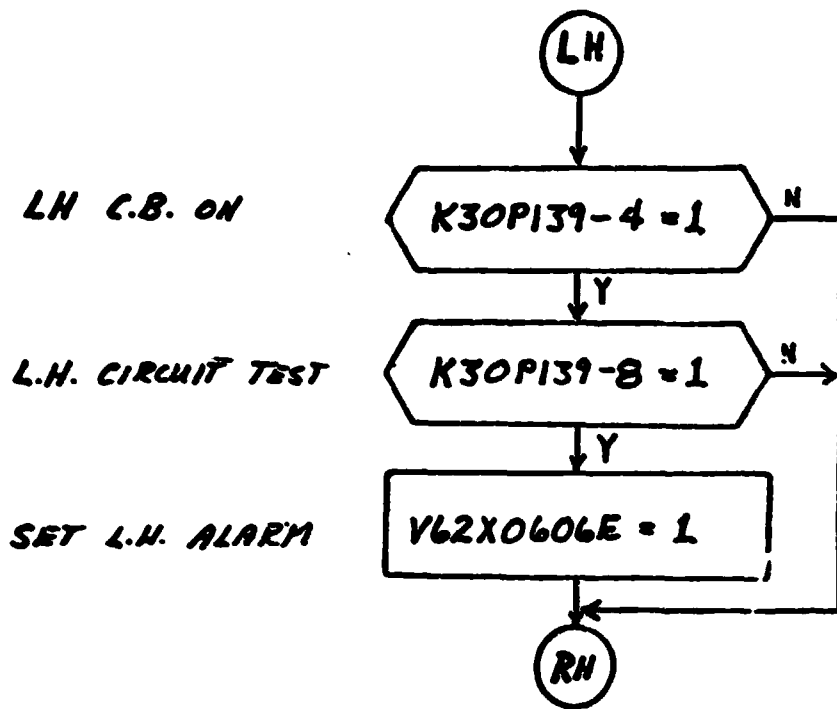 LH
LH C.B. ON
K30P139-4 = 1
N
Y
L.H. CIRCUIT TEST
K30P139-8 = 1
N
Y
SET L.H. ALARM
V62X0606E = 1
RH